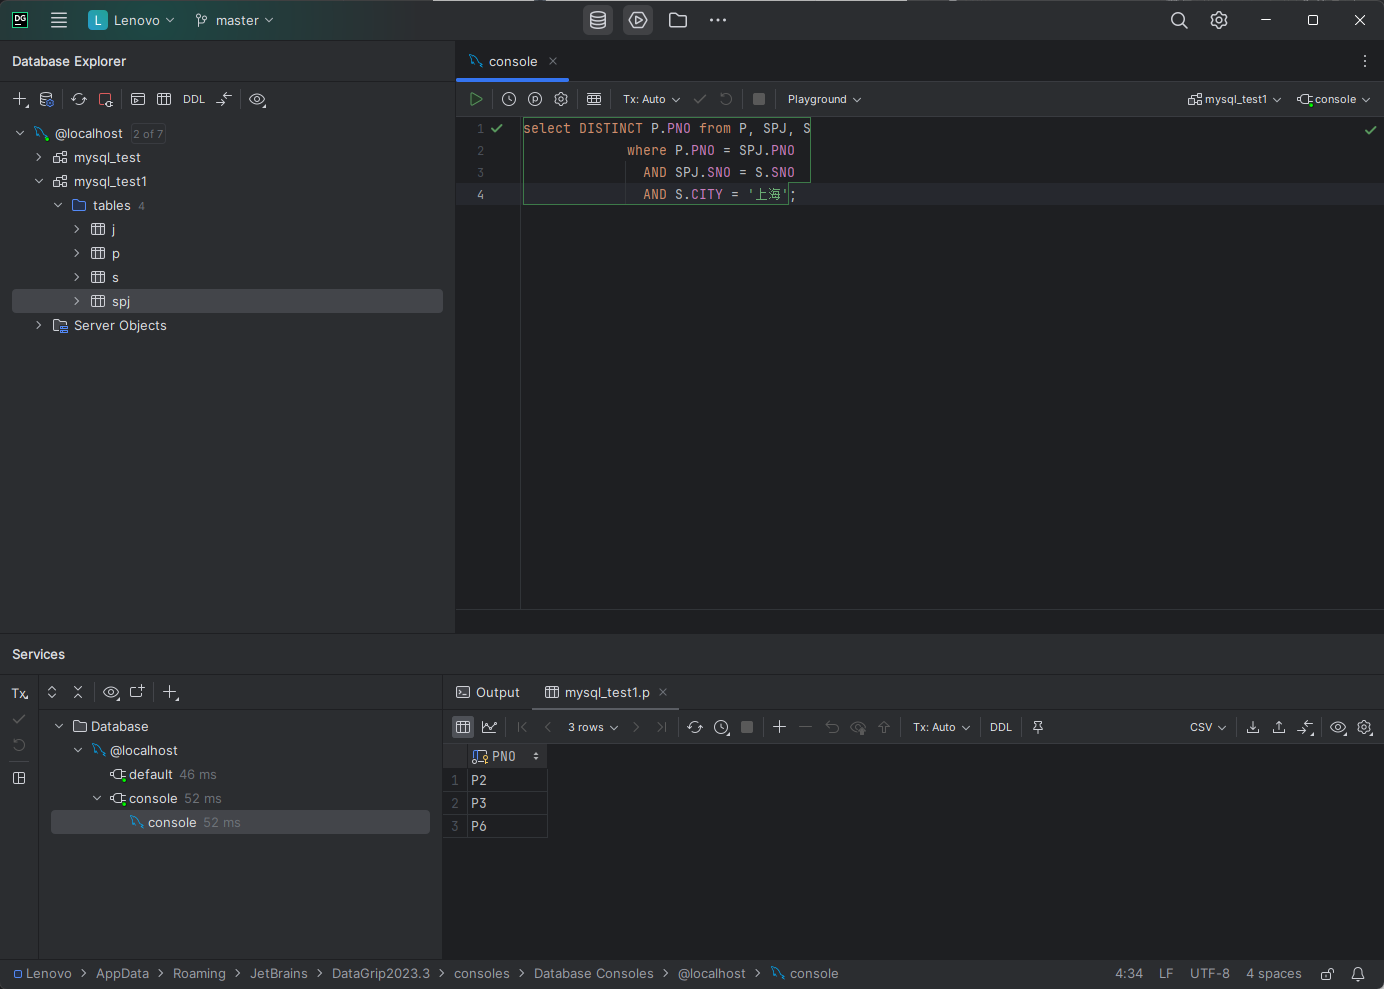 DG
L Lenovo master
Database Explorer
console
DDL
Tx: Auto Playground mysql_test1 console
@localhost 2 of 7
mysql_test
mysql_test1
tables 4
j
p
s
spj
Server Objects
1 select DISTINCT P.PNO from P, SPJ, S
2 where P.PNO = SPJ.PNO
3 AND SPJ.SNO = S.SNO
4 AND S.CITY = '上海';
Services
Tx
Database
@localhost
default 46 ms
console 52 ms
console 52 ms
Output mysql_test1.p
3 rows Tx: Auto DDL CSV
PNO
1 P2
2 P3
3 P6
Lenovo > AppData > Roaming > JetBrains > DataGrip2023.3 > consoles > Database Consoles > @localhost > console
4:34 LF UTF-8 4 spaces